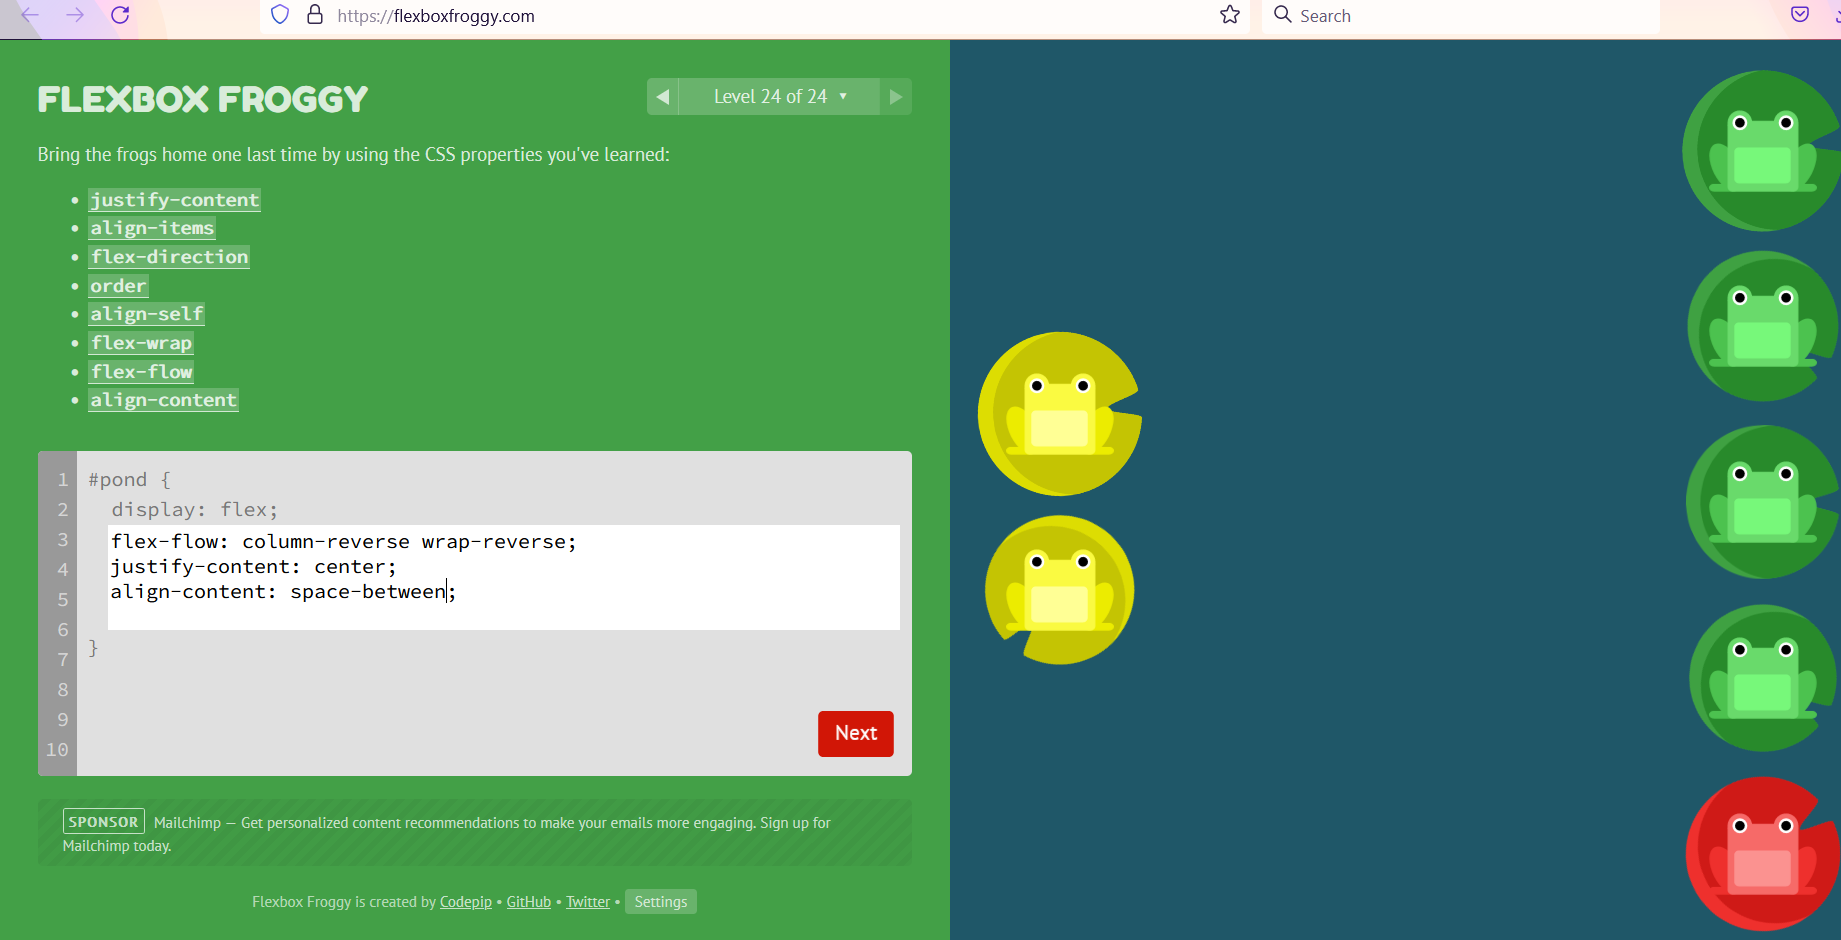 https://flexboxfroggy.com
Search
FLEXBOX FROGGY
Level 24 of 24
Bring the frogs home one last time by using the CSS properties you've learned:
justify-content
align-items
flex-direction
order
align-self
flex-wrap
flex-flow
align-content
1 #pond {
2 display: flex;
3 flex-flow: column-reverse wrap-reverse;
4 justify-content: center;
5 align-content: space-between;
6
7 }
8
9
10
Next
SPONSOR Mailchimp — Get personalized content recommendations to make your emails more engaging. Sign up for
Mailchimp today.
Flexbox Froggy is created by Codepip • GitHub • Twitter • Settings